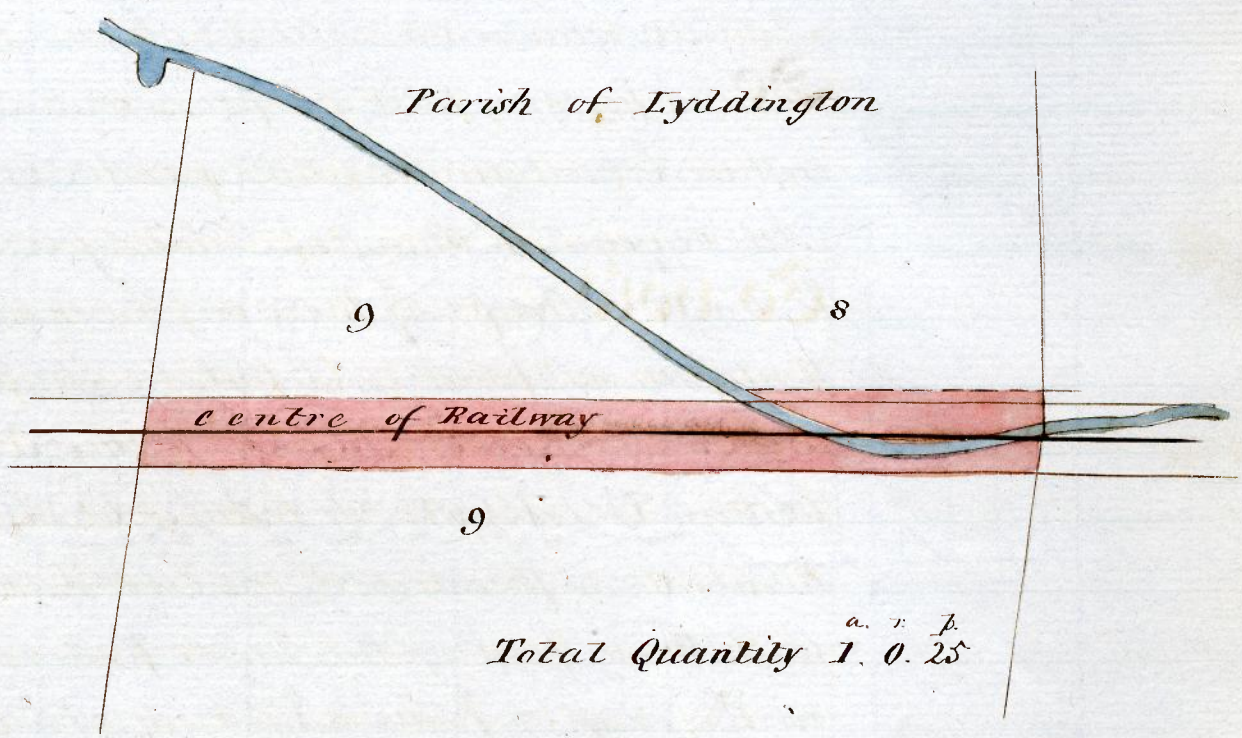 Parish of Lyddington
9
8
centre of Railway
9
a. r. p.
Total Quantity 1. 0. 25